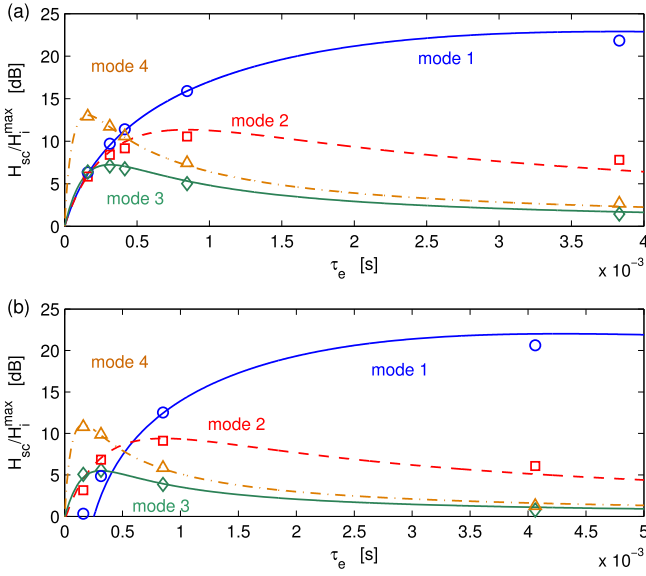 (a)
25
20
15
10
5
0
H_sc/H_i^max [dB]
mode 4
mode 1
mode 2
mode 3
0 0.5 1 1.5 2 2.5 3 3.5 4
τ_e [s]
x 10^-3
(b)
25
20
15
10
5
0
H_sc/H_i^max [dB]
mode 4
mode 1
mode 2
mode 3
0 0.5 1 1.5 2 2.5 3 3.5 4 4.5 5
τ_e [s]
x 10^-3